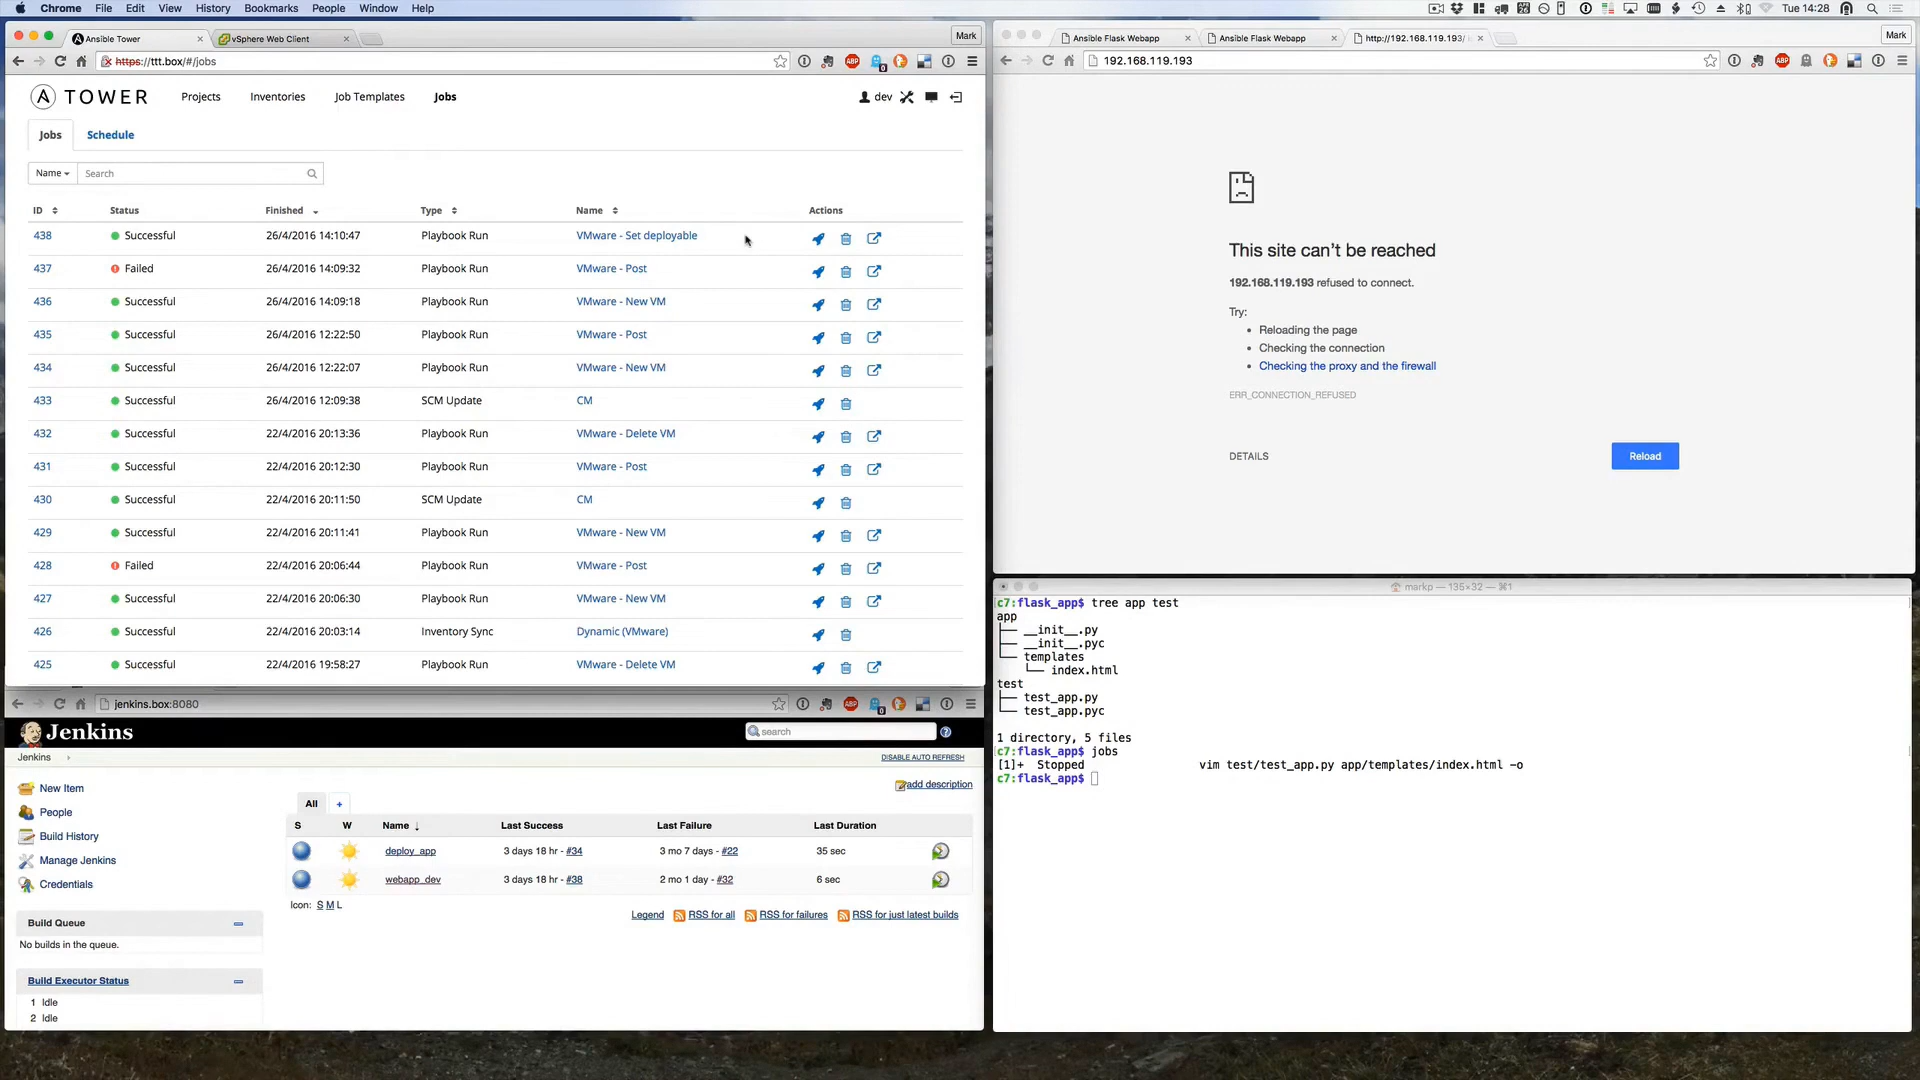 Chrome File Edit View History Bookmarks People Window Help
Tue 14:28
Ansible Tower
vSphere Web Client
Mark
https://ttt.box/#/jobs
ABP
TOWER
Projects Inventories Job Templates Jobs
dev
Jobs Schedule
Name Search
ID Status Finished Type Name Actions
438 Successful 26/4/2016 14:10:47 Playbook Run VMware - Set deployable
437 Failed 26/4/2016 14:09:32 Playbook Run VMware - Post
436 Successful 26/4/2016 14:09:18 Playbook Run VMware - New VM
435 Successful 26/4/2016 12:22:50 Playbook Run VMware - Post
434 Successful 26/4/2016 12:22:07 Playbook Run VMware - New VM
433 Successful 26/4/2016 12:09:38 SCM Update CM
432 Successful 22/4/2016 20:13:36 Playbook Run VMware - Delete VM
431 Successful 22/4/2016 20:12:30 Playbook Run VMware - Post
430 Successful 22/4/2016 20:11:50 SCM Update CM
429 Successful 22/4/2016 20:11:41 Playbook Run VMware - New VM
428 Failed 22/4/2016 20:06:44 Playbook Run VMware - Post
427 Successful 22/4/2016 20:06:30 Playbook Run VMware - New VM
426 Successful 22/4/2016 20:03:14 Inventory Sync Dynamic (VMware)
425 Successful 22/4/2016 19:58:27 Playbook Run VMware - Delete VM
jenkins.box:8080
ABP
Jenkins
search
Jenkins
DISABLE AUTO REFRESH
New Item
People
Build History
Manage Jenkins
Credentials
Build Queue
No builds in the queue.
Build Executor Status
1 Idle
2 Idle
add description
All +
S W Name ↓ Last Success Last Failure Last Duration
deploy_app 3 days 18 hr - #34 3 mo 7 days - #22 35 sec
webapp_dev 3 days 18 hr - #38 2 mo 1 day - #32 6 sec
Icon: S M L
Legend RSS for all RSS for failures RSS for just latest builds
Ansible Flask Webapp
Ansible Flask Webapp
http://192.168.119.193/
Mark
192.168.119.193
ABP
This site can't be reached
192.168.119.193 refused to connect.
Try:
Reloading the page
Checking the connection
Checking the proxy and the firewall
ERR_CONNECTION_REFUSED
DETAILS
Reload
markp — 135×32 — ⌘1
c7:flask_app$ tree app test
app
├── __init__.py
├── __init__.pyc
└── templates
    └── index.html
test
├── test_app.py
└── test_app.pyc
1 directory, 5 files
c7:flask_app$ jobs
[1]+ Stopped vim test/test_app.py app/templates/index.html -o
c7:flask_app$